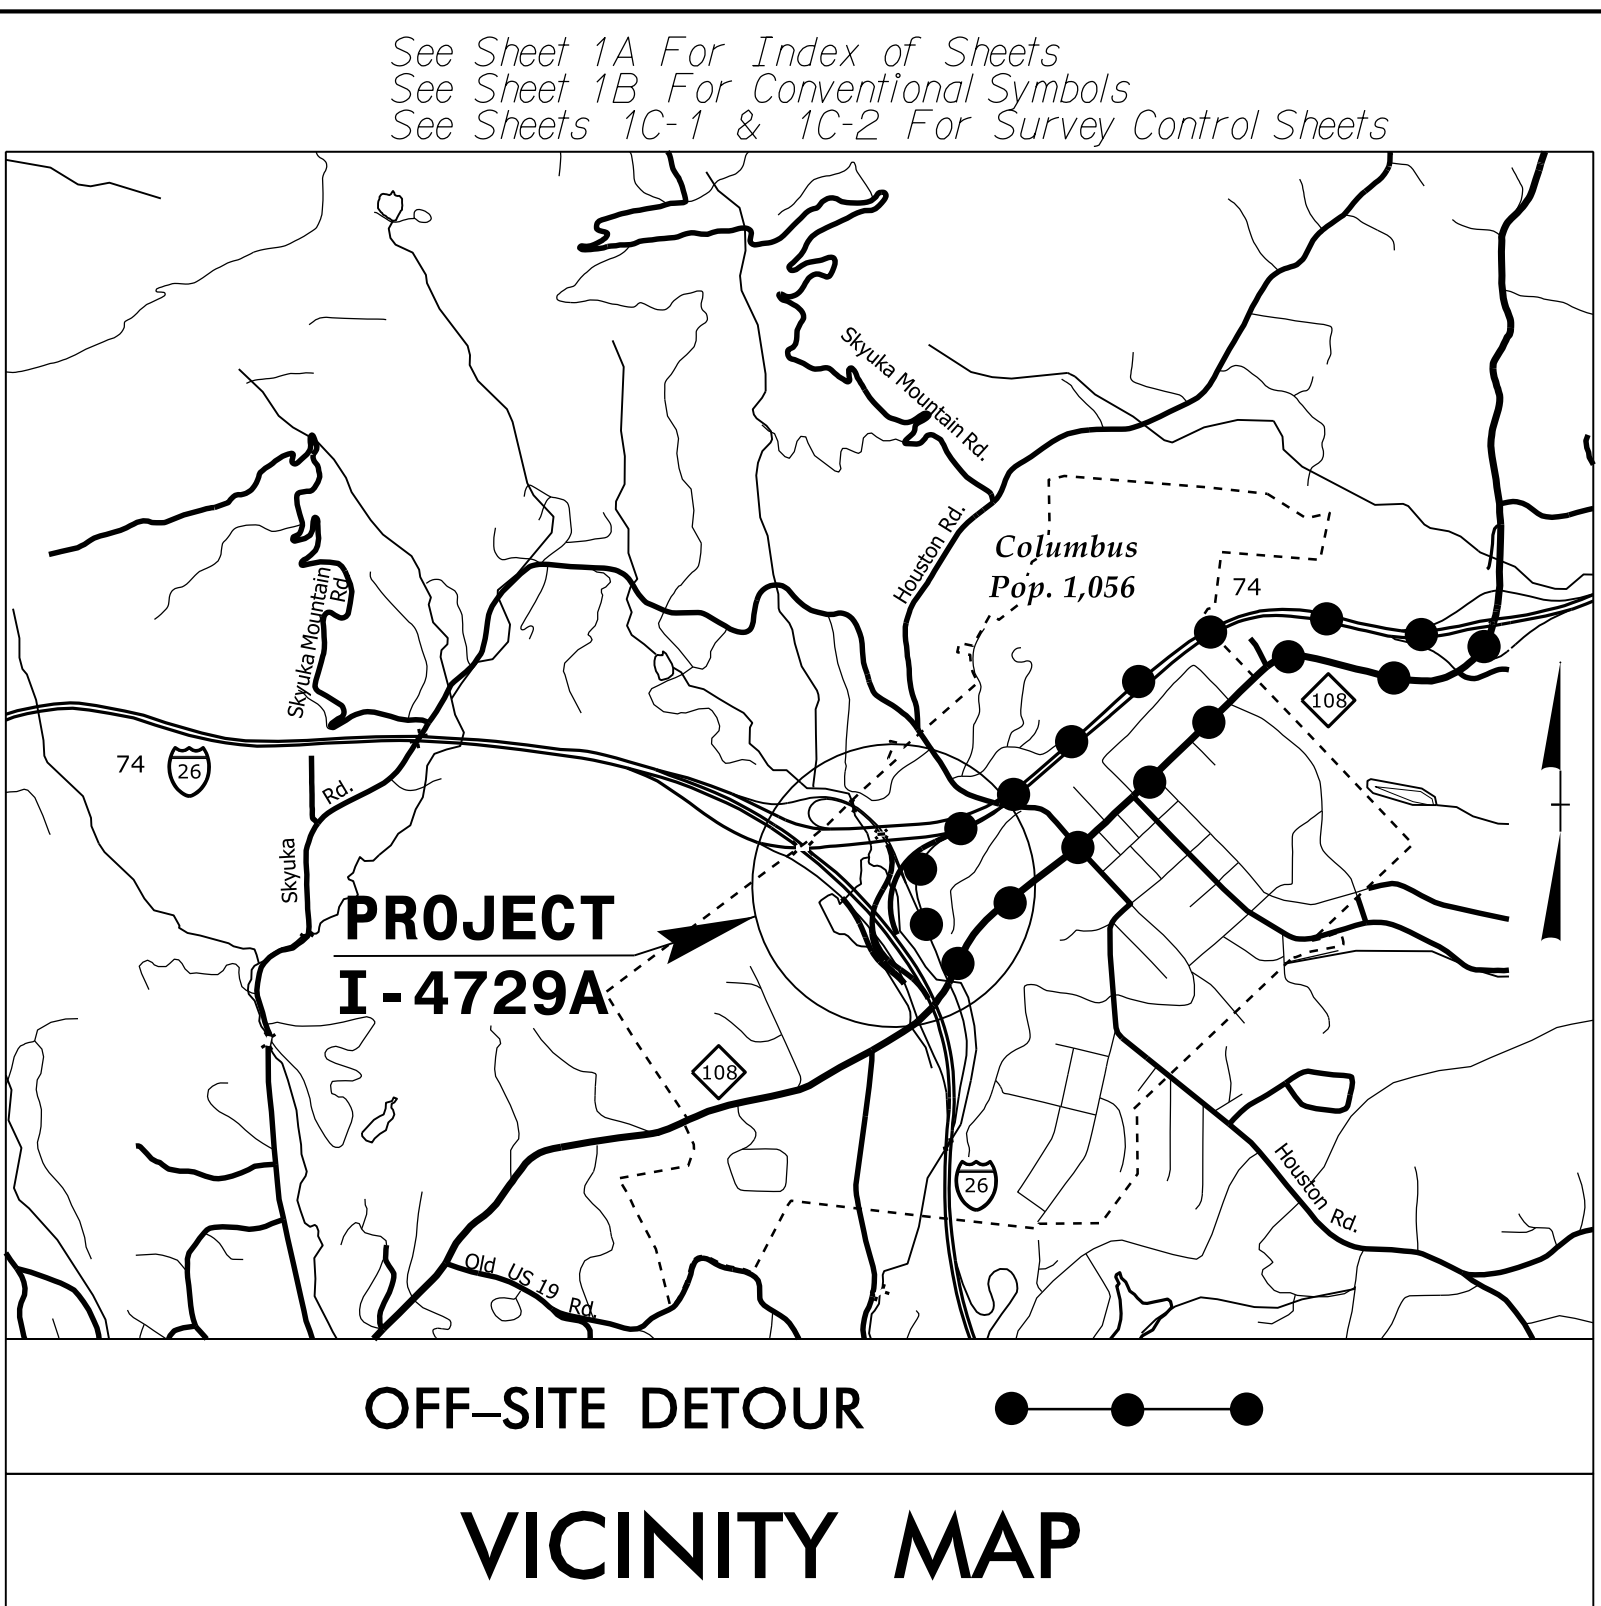 See Sheet 1A For Index of Sheets
See Sheet 1B For Conventional Symbols
See Sheets 1C-1 & 1C-2 For Survey Control Sheets
Skyuka Mountain Rd.
Houston Rd.
Columbus
Pop. 1,056
74
Skyuka Mountain
Rd
108
74
26
Rd.
Skyuka
PROJECT
I-4729A
108
26
Houston Rd.
Old US 19 Rd.
OFF-SITE DETOUR
VICINITY MAP